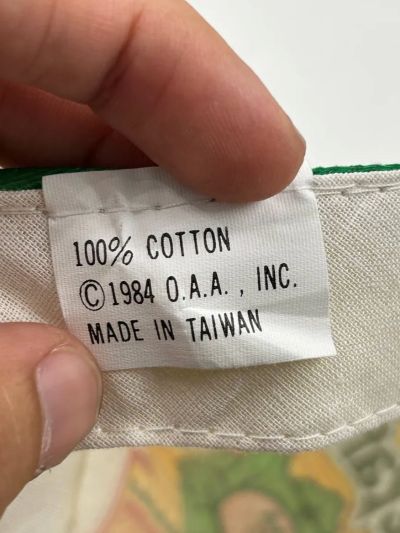 100% COTTON
©1984 O.A.A. , INC.
MADE IN TAIWAN